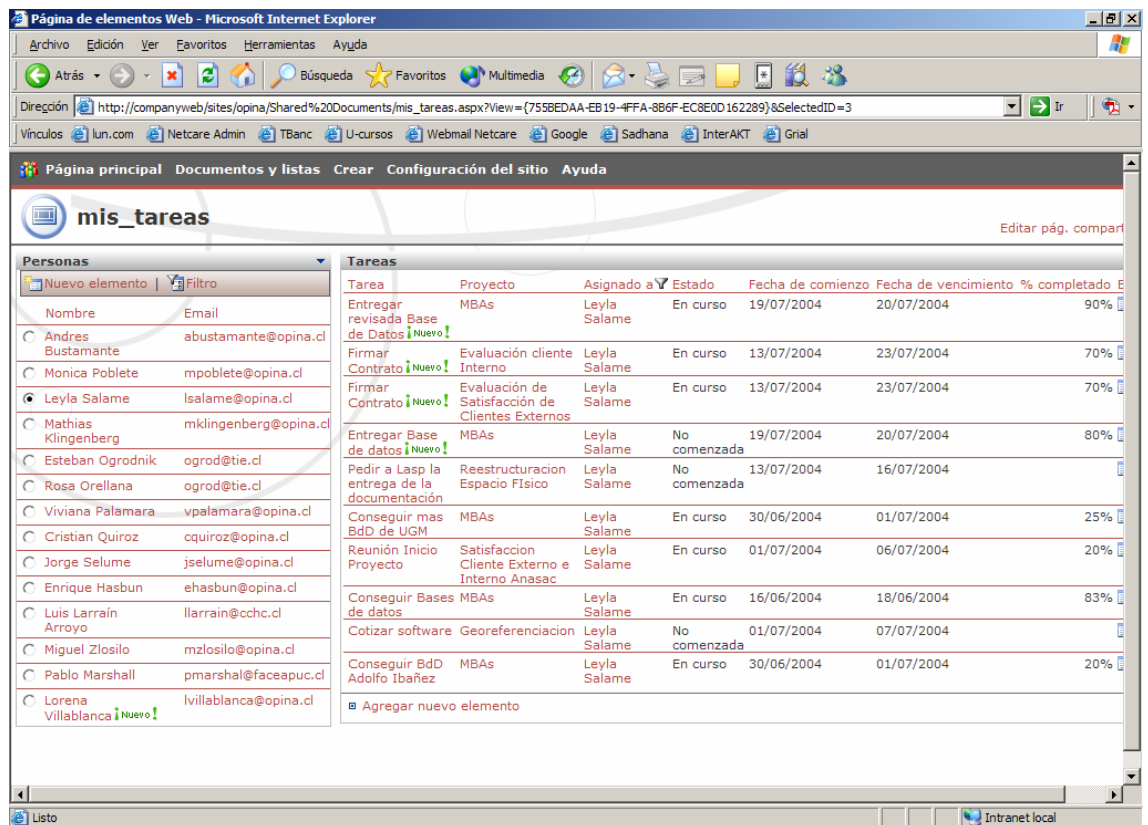 Página de elementos Web - Microsoft Internet Explorer
Archivo Edición Ver Favoritos Herramientas Ayuda
Atrás Búsqueda Favoritos Multimedia
Dirección http://companyweb/sites/opina/Shared%20Documents/mis_tareas.aspx?View={755BEDAA-EB19-4FFA-8B6F-EC8E0D162289}&SelectedID=3 Ir
Vínculos lun.com Netcare Admin TBanc U-cursos Webmail Netcare Google Sadhana InterAKT Grial
Página principal Documentos y listas Crear Configuración del sitio Ayuda
mis_tareas
Editar pág. compart
Personas
Nuevo elemento | Filtro
Nombre Email
Andres abustamante@opina.cl
Bustamante
Monica Poblete mpoblete@opina.cl
Leyla Salame lsalame@opina.cl
Mathias mklingenberg@opina.cl
Klingenberg
Esteban Ogrodnik ogrod@tie.cl
Rosa Orellana ogrod@tie.cl
Viviana Palamara vpalamara@opina.cl
Cristian Quiroz cquiroz@opina.cl
Jorge Selume jselume@opina.cl
Enrique Hasbun ehasbun@opina.cl
Luis Larraín llarrain@cchc.cl
Arroyo
Miguel Zlosilo mzlosilo@opina.cl
Pablo Marshall pmarshal@faceapuc.cl
Lorena lvillablanca@opina.cl
Villablanca ¡Nuevo!
Tareas
Tarea Proyecto Asignado a Estado Fecha de comienzo Fecha de vencimiento % completado E
Entregar MBAs Leyla En curso 19/07/2004 20/07/2004 90%
revisada Base Salame
de Datos ¡Nuevo!
Firmar Evaluación cliente Leyla En curso 13/07/2004 23/07/2004 70%
Contrato ¡Nuevo! Interno Salame
Firmar Evaluación de Leyla En curso 13/07/2004 23/07/2004 70%
Contrato ¡Nuevo! Satisfacción de Salame
Clientes Externos
Entregar Base MBAs Leyla No 19/07/2004 20/07/2004 80%
de datos ¡Nuevo! Salame comenzada
Pedir a Lasp la Reestructuracion Leyla No 13/07/2004 16/07/2004
entrega de la Espacio FIsico Salame comenzada
documentación
Conseguir mas MBAs Leyla En curso 30/06/2004 01/07/2004 25%
BdD de UGM Salame
Reunión Inicio Satisfaccion Leyla En curso 01/07/2004 06/07/2004 20%
Proyecto Cliente Externo e Salame
Interno Anasac
Conseguir Bases MBAs Leyla En curso 16/06/2004 18/06/2004 83%
de datos Salame
Cotizar software Georeferenciacion Leyla No 01/07/2004 07/07/2004
Salame comenzada
Conseguir BdD MBAs Leyla En curso 30/06/2004 01/07/2004 20%
Adolfo Ibañez Salame
Agregar nuevo elemento
Listo Intranet local